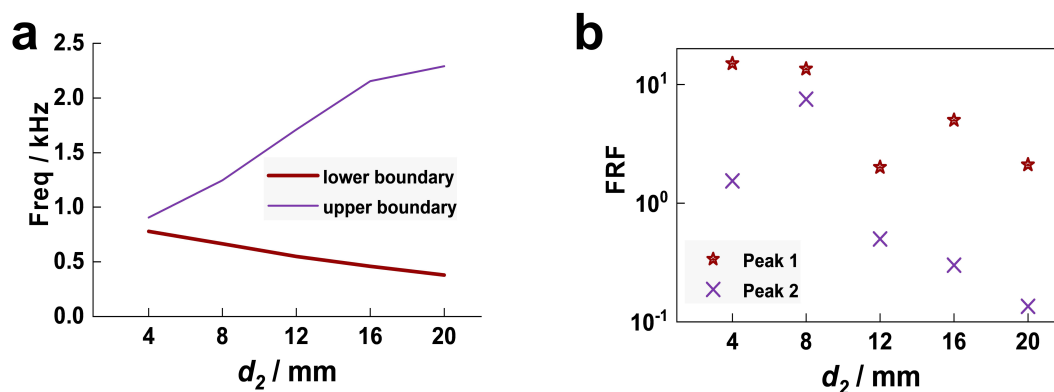 a
2.5
2.0
1.5
1.0
0.5
0.0
Freq / kHz
lower boundary
upper boundary
4 8 12 16 20
d2 / mm
b
10^1
10^0
10^-1
FRF
Peak 1
Peak 2
4 8 12 16 20
d2 / mm